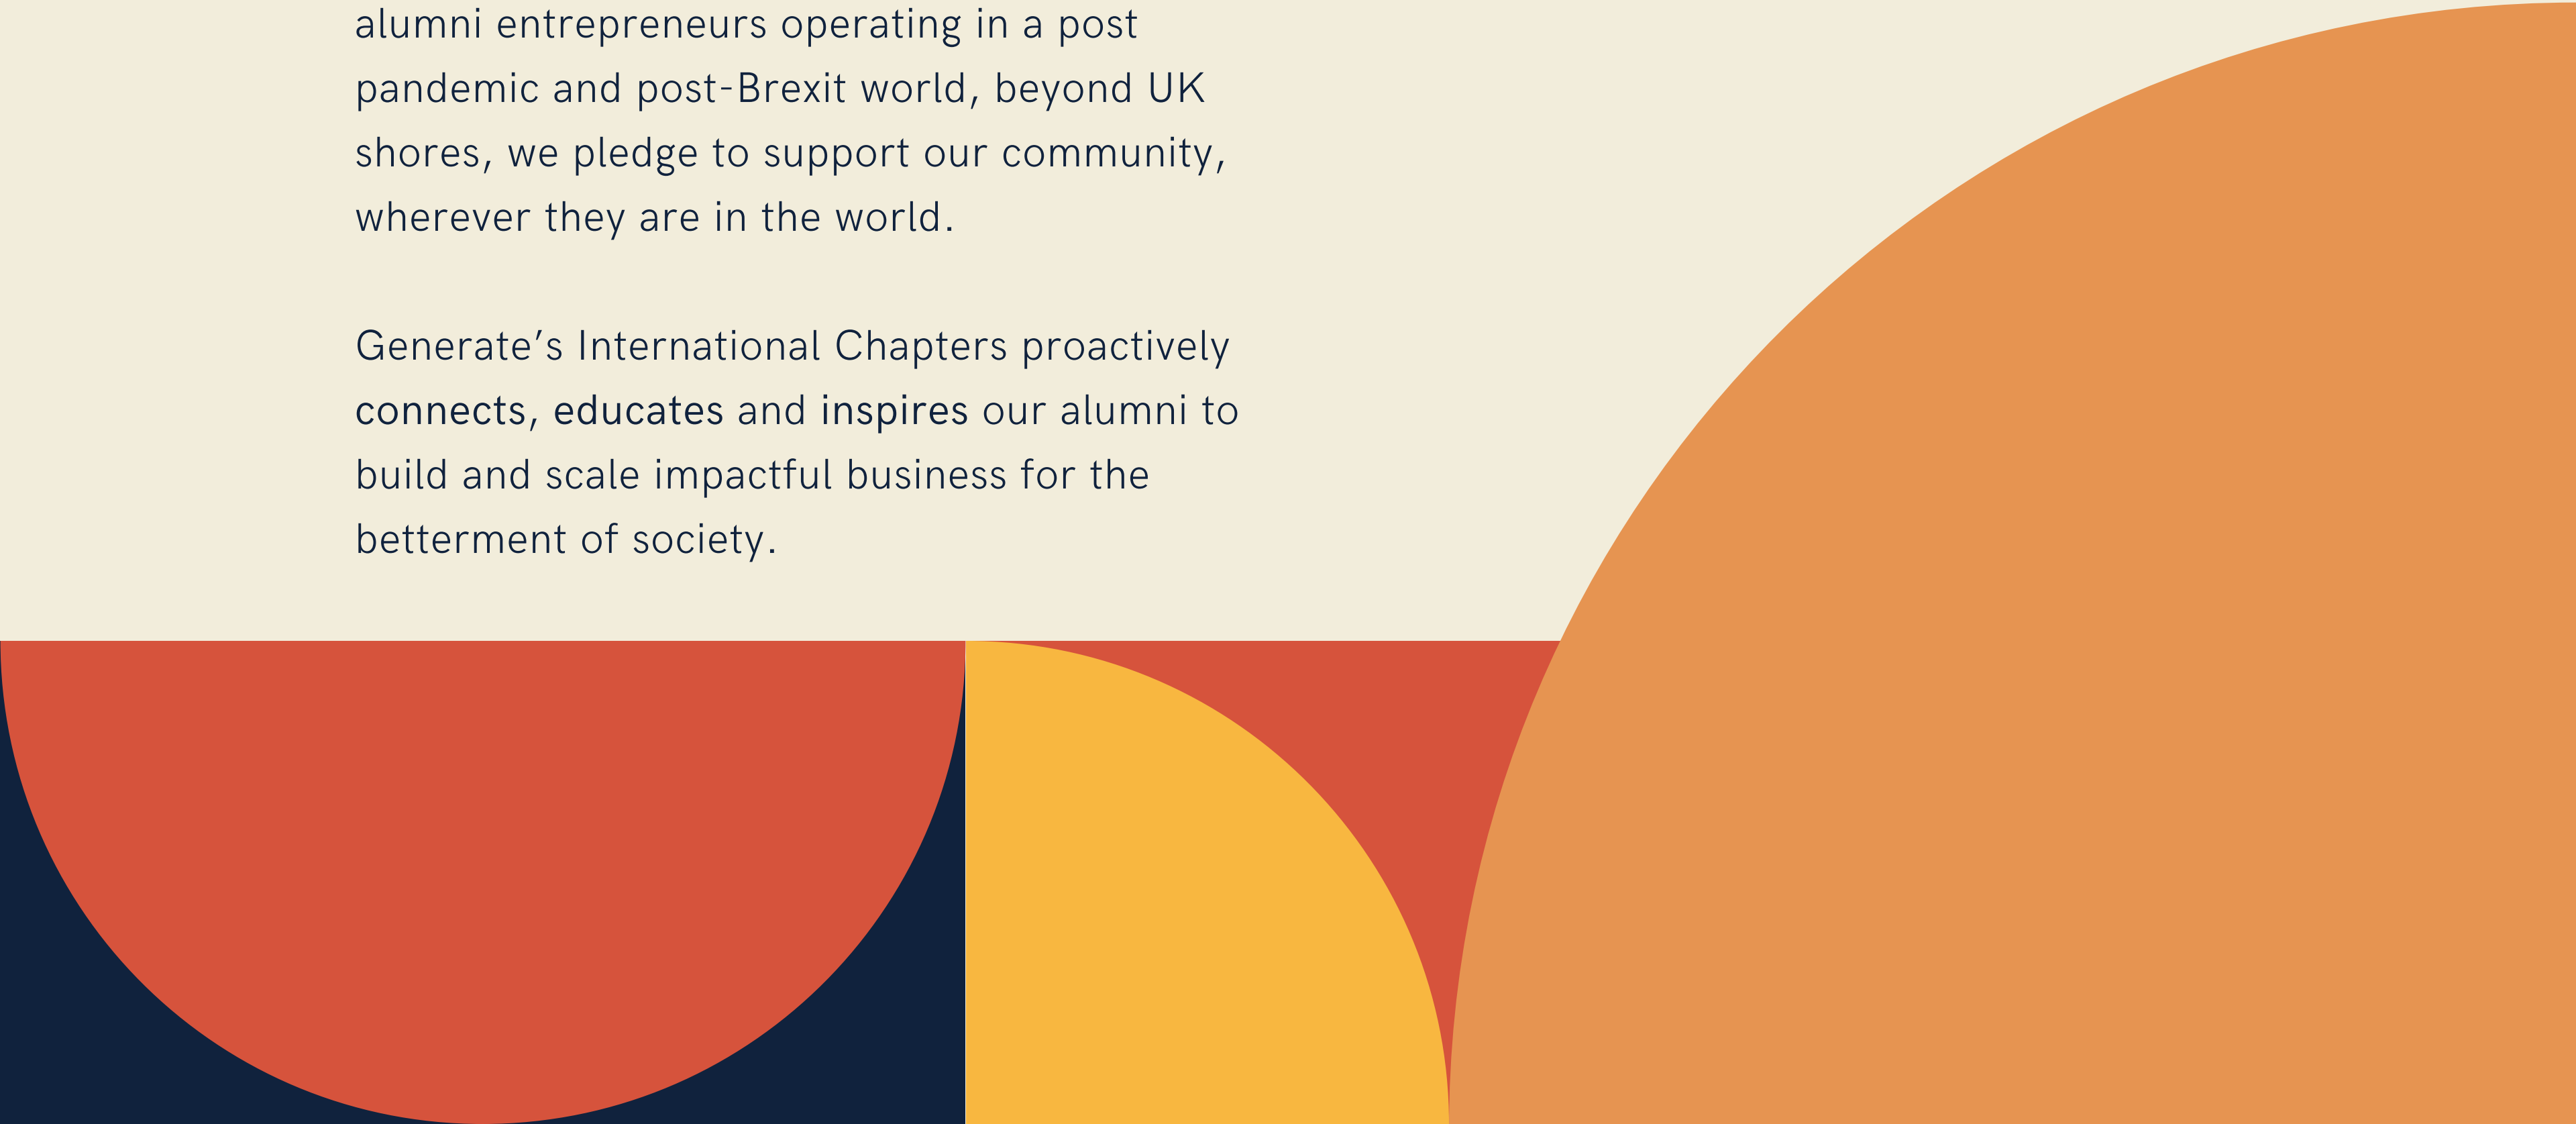 alumni entrepreneurs operating in a post
pandemic and post-Brexit world, beyond UK
shores, we pledge to support our community,
wherever they are in the world.
Generate’s International Chapters proactively
connects, educates and inspires our alumni to
build and scale impactful business for the
betterment of society.